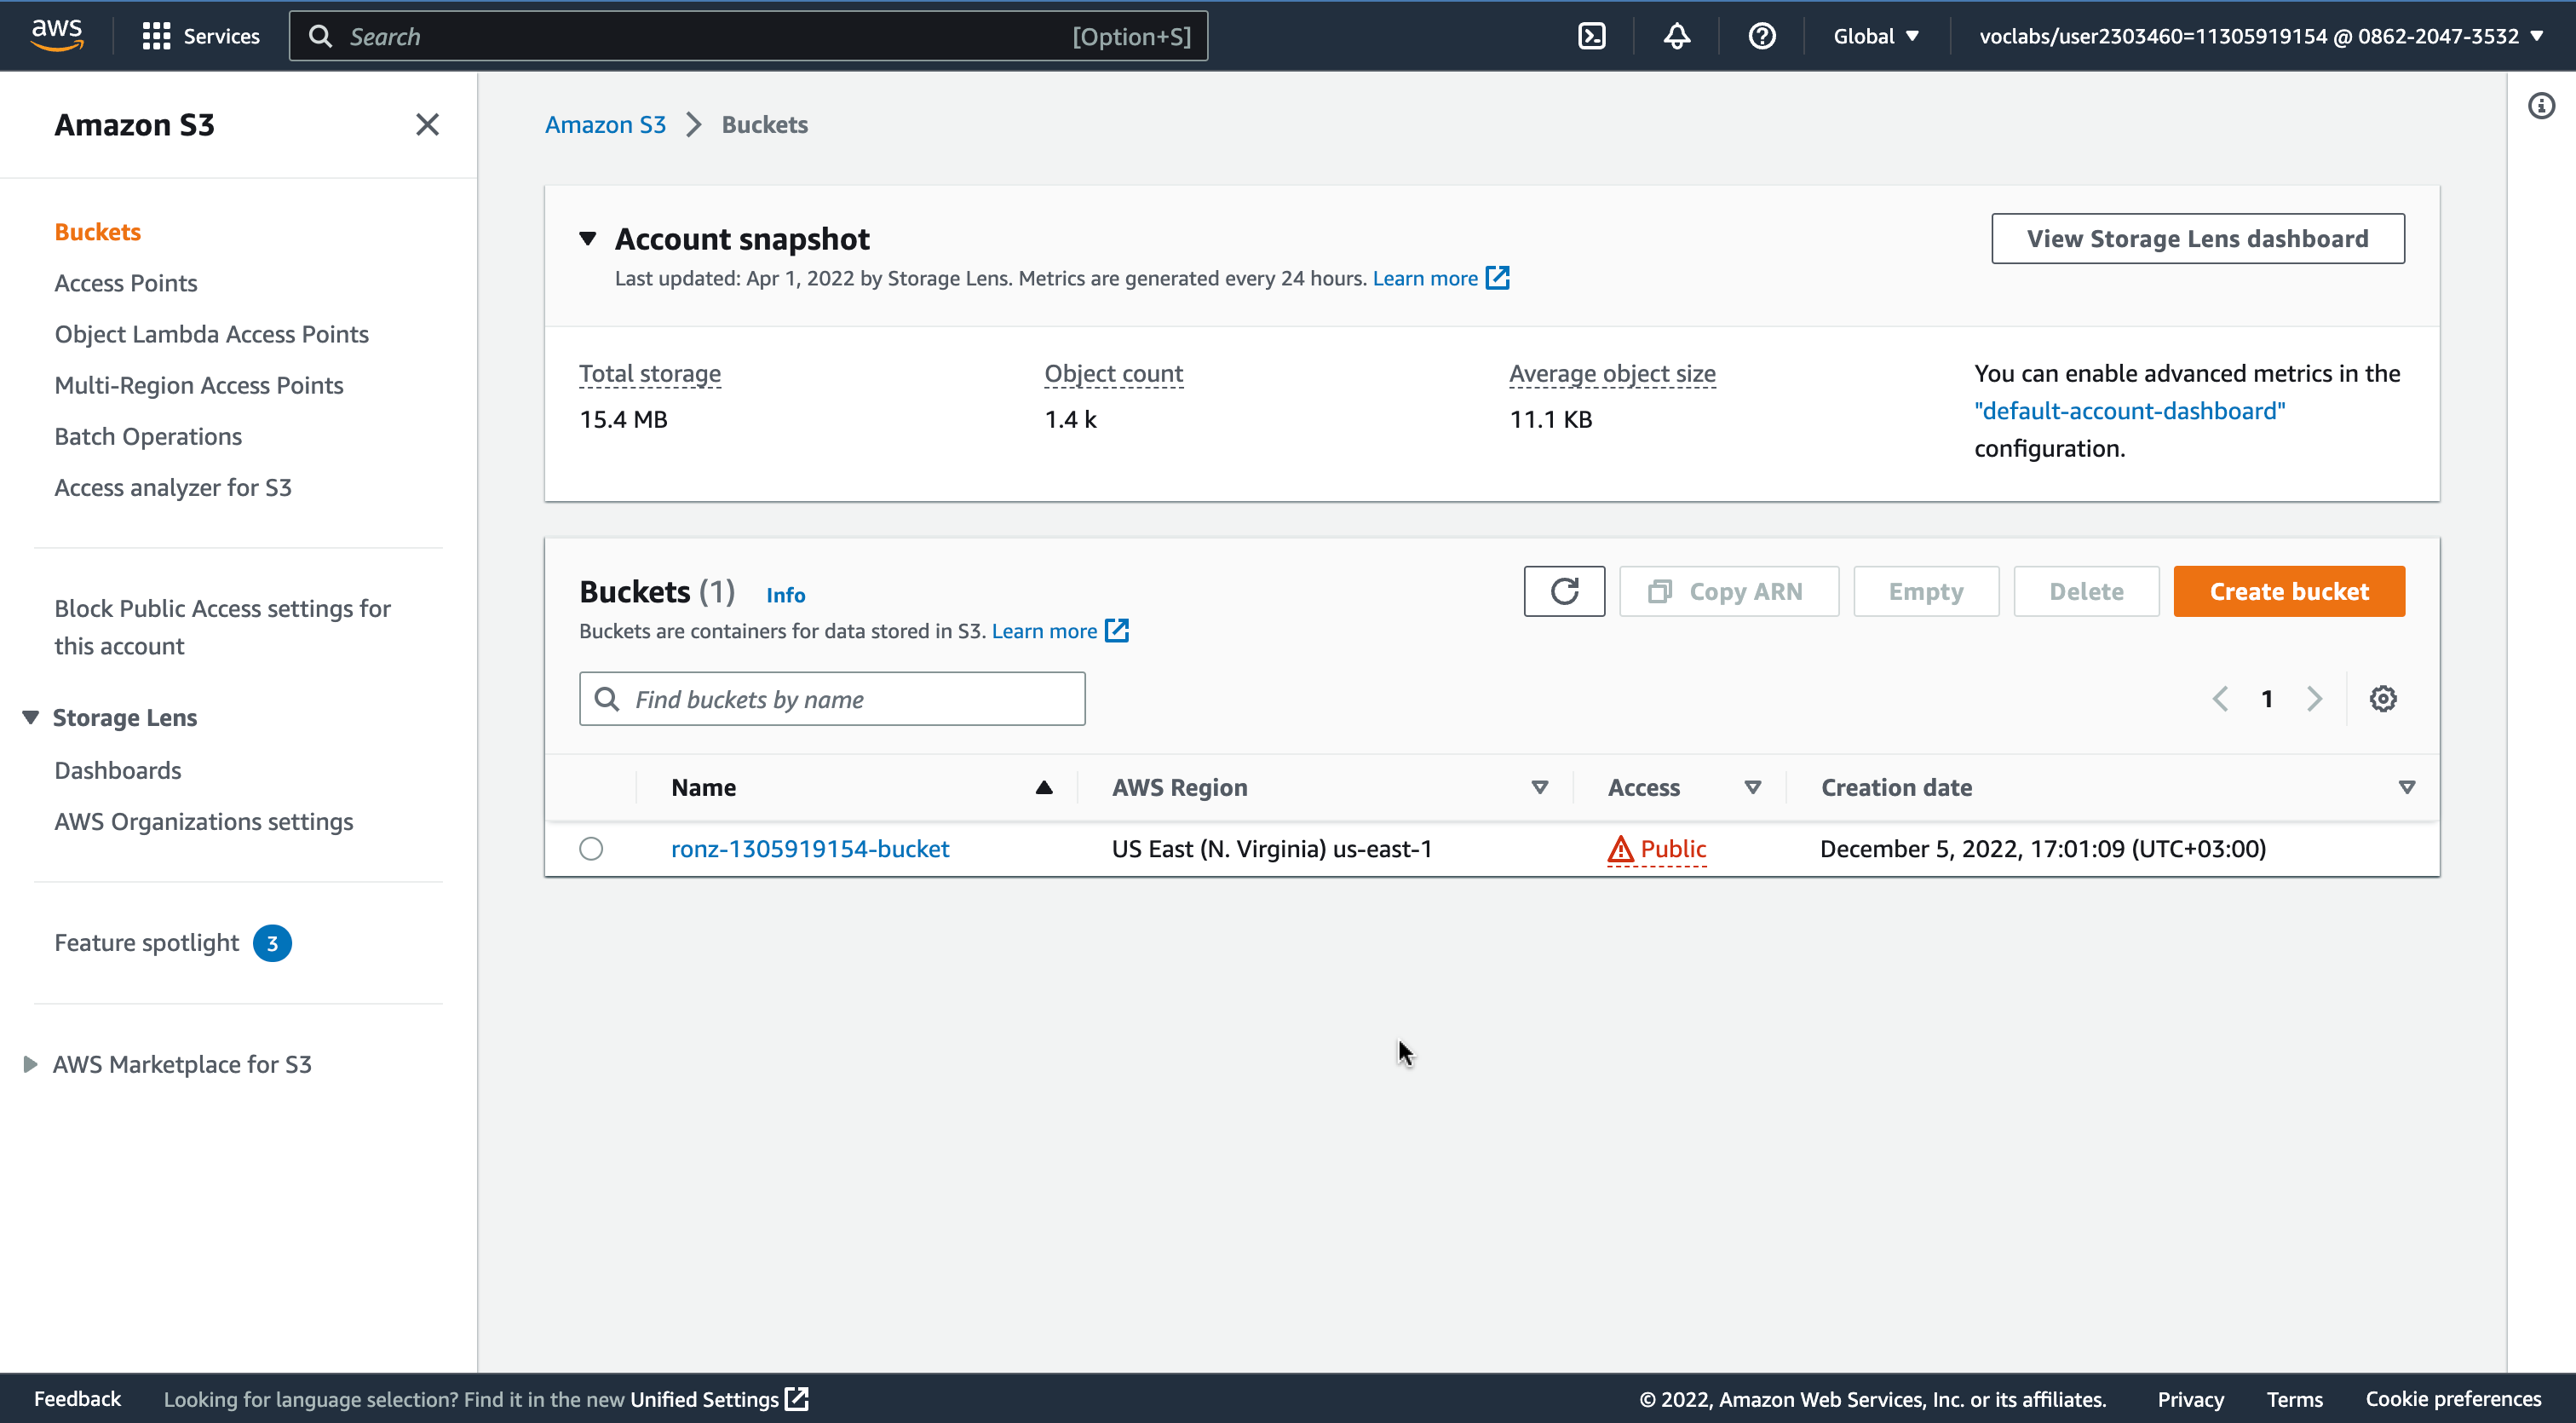 aws
Services
Search
[Option+S]
Global
voclabs/user2303460=11305919154 @ 0862-2047-3532
Amazon S3
Buckets
Access Points
Object Lambda Access Points
Multi-Region Access Points
Batch Operations
Access analyzer for S3
Block Public Access settings for
this account
Storage Lens
Dashboards
AWS Organizations settings
Feature spotlight 3
AWS Marketplace for S3
Amazon S3 > Buckets
Account snapshot
Last updated: Apr 1, 2022 by Storage Lens. Metrics are generated every 24 hours. Learn more
View Storage Lens dashboard
Total storage
15.4 MB
Object count
1.4 k
Average object size
11.1 KB
You can enable advanced metrics in the
"default-account-dashboard"
configuration.
Buckets (1) Info
Buckets are containers for data stored in S3. Learn more
Copy ARN
Empty
Delete
Create bucket
Find buckets by name
1
Name AWS Region Access Creation date
ronz-1305919154-bucket US East (N. Virginia) us-east-1 Public December 5, 2022, 17:01:09 (UTC+03:00)
Feedback
Looking for language selection? Find it in the new Unified Settings
© 2022, Amazon Web Services, Inc. or its affiliates.
Privacy
Terms
Cookie preferences